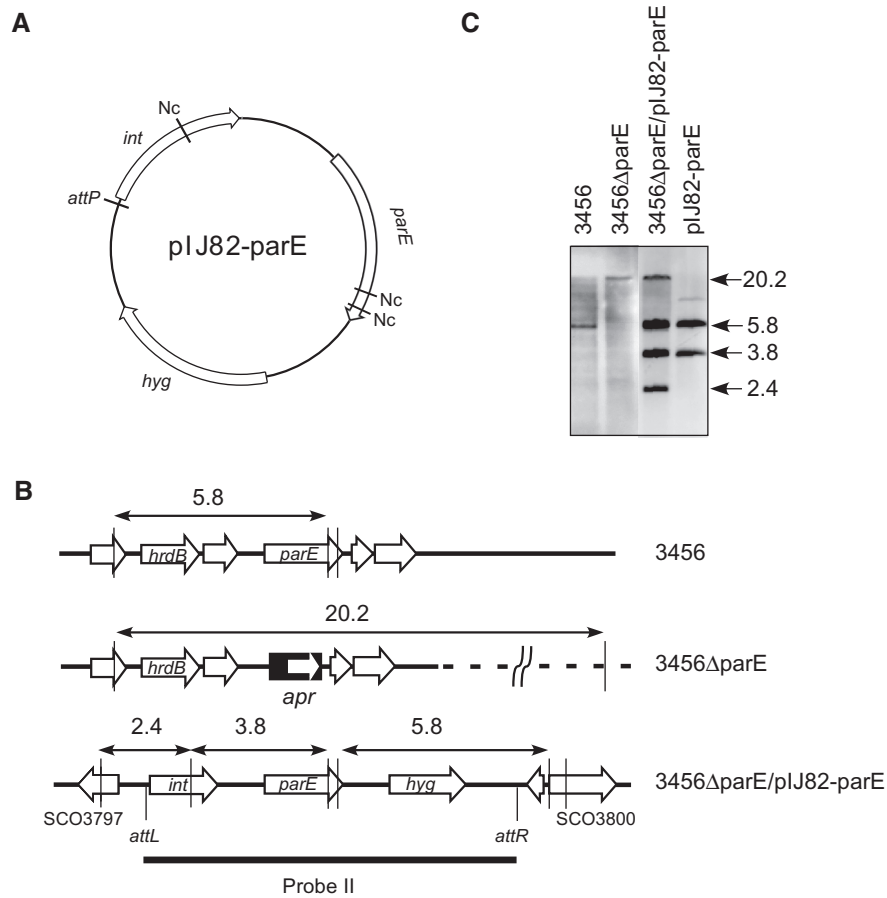 A
Nc
int
attP
pIJ82-parE
parE
Nc
Nc
hyg
C
3456
3456ΔparE
3456ΔparE/pIJ82-parE
pIJ82-parE
20.2
5.8
3.8
2.4
B
5.8
hrdB
parE
3456
20.2
hrdB
apr
3456ΔparE
2.4
3.8
5.8
int
parE
hyg
3456ΔparE/pIJ82-parE
SCO3797
SCO3800
attL
attR
Probe II